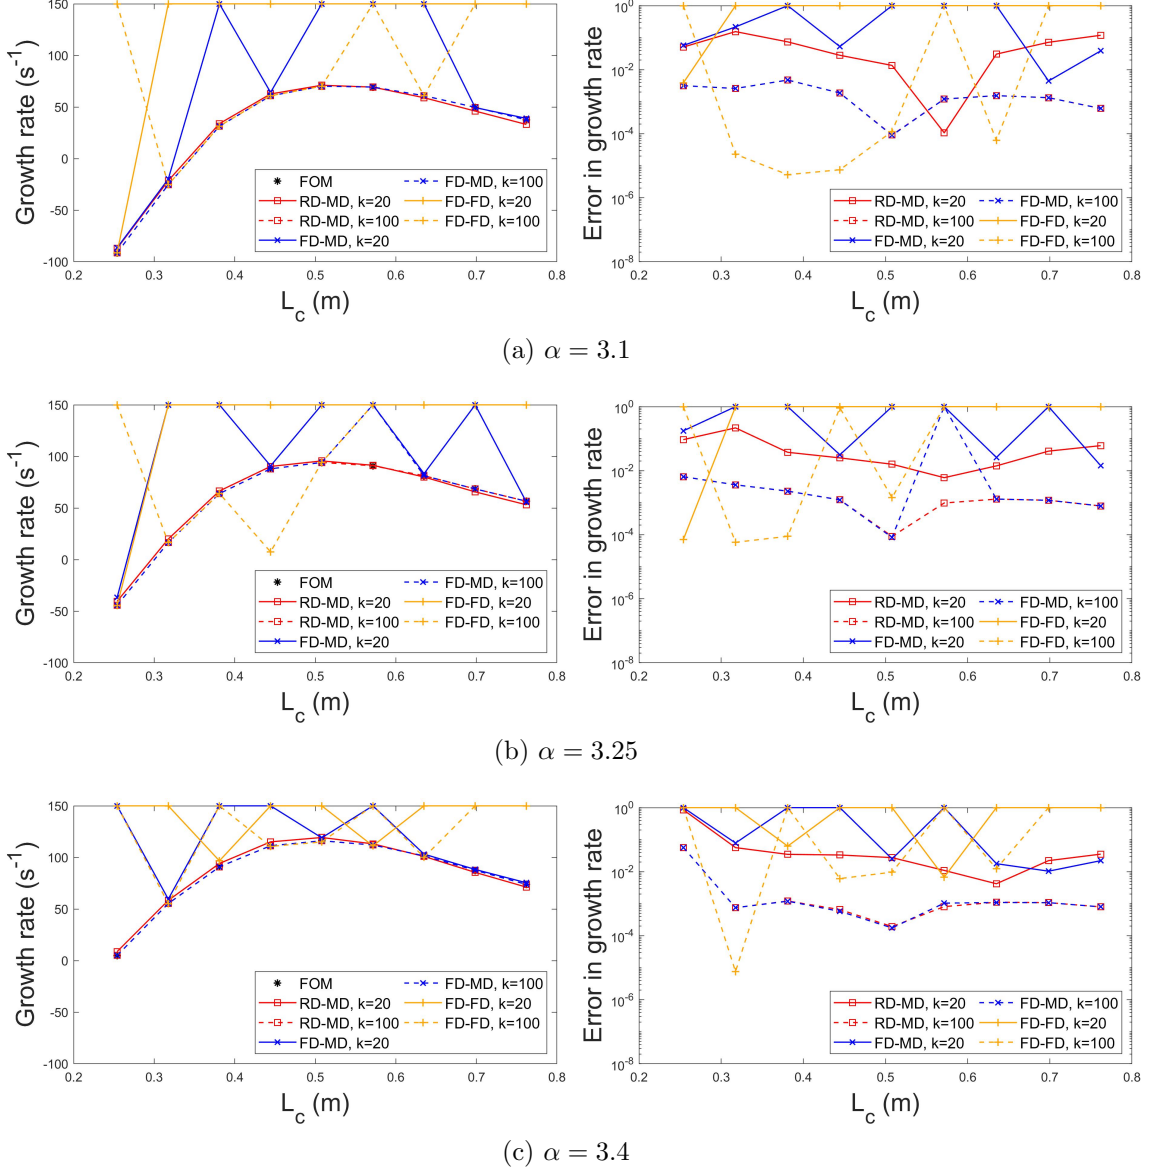 150
100
50
0
-50
-100
Growth rate (s⁻¹)
FOM
RD-MD, k=20
RD-MD, k=100
FD-MD, k=20
FD-MD, k=100
FD-FD, k=20
FD-FD, k=100
0.2 0.3 0.4 0.5 0.6 0.7 0.8
L_c (m)
10⁰
10⁻²
10⁻⁴
10⁻⁶
10⁻⁸
Error in growth rate
RD-MD, k=20
RD-MD, k=100
FD-MD, k=20
FD-MD, k=100
FD-FD, k=20
FD-FD, k=100
0.2 0.3 0.4 0.5 0.6 0.7 0.8
L_c (m)
(a) α = 3.1
150
100
50
0
-50
-100
Growth rate (s⁻¹)
FOM
RD-MD, k=20
RD-MD, k=100
FD-MD, k=20
FD-MD, k=100
FD-FD, k=20
FD-FD, k=100
0.2 0.3 0.4 0.5 0.6 0.7 0.8
L_c (m)
10⁰
10⁻²
10⁻⁴
10⁻⁶
10⁻⁸
Error in growth rate
RD-MD, k=20
RD-MD, k=100
FD-MD, k=20
FD-MD, k=100
FD-FD, k=20
FD-FD, k=100
0.2 0.3 0.4 0.5 0.6 0.7 0.8
L_c (m)
(b) α = 3.25
150
100
50
0
-50
-100
Growth rate (s⁻¹)
FOM
RD-MD, k=20
RD-MD, k=100
FD-MD, k=20
FD-MD, k=100
FD-FD, k=20
FD-FD, k=100
0.2 0.3 0.4 0.5 0.6 0.7 0.8
L_c (m)
10⁰
10⁻²
10⁻⁴
10⁻⁶
10⁻⁸
Error in growth rate
RD-MD, k=20
RD-MD, k=100
FD-MD, k=20
FD-MD, k=100
FD-FD, k=20
FD-FD, k=100
0.2 0.3 0.4 0.5 0.6 0.7 0.8
L_c (m)
(c) α = 3.4